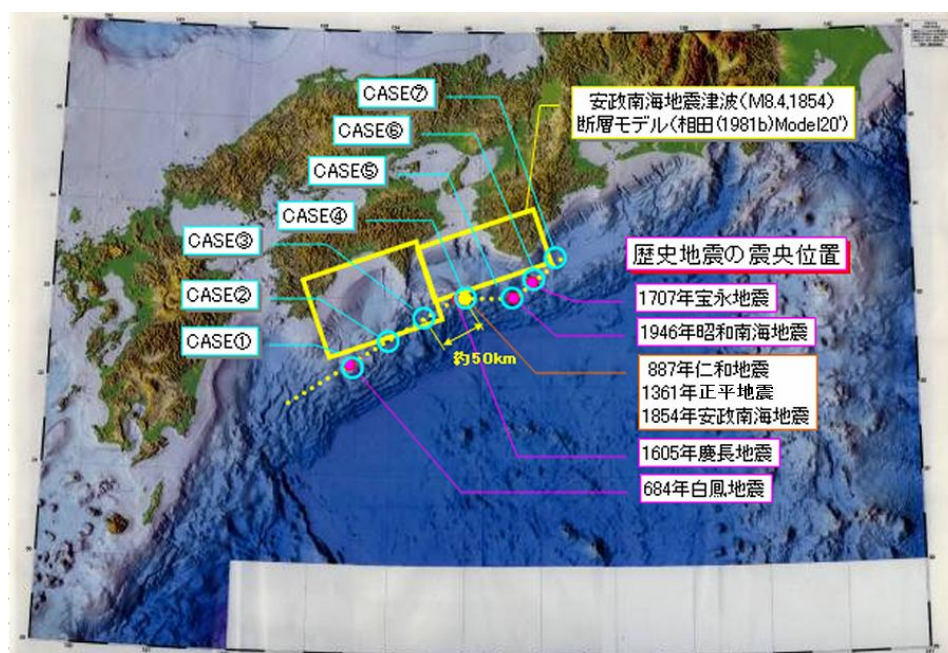 CASE⑦
CASE⑥
CASE⑤
CASE④
CASE③
CASE②
CASE①
安政南海地震津波(M8.4,1854)
断層モデル(相田(1981b)Model20')
歴史地震の震央位置
1707年宝永地震
1946年昭和南海地震
887年仁和地震
1361年正平地震
1854年安政南海地震
1605年慶長地震
684年白鳳地震
約50km